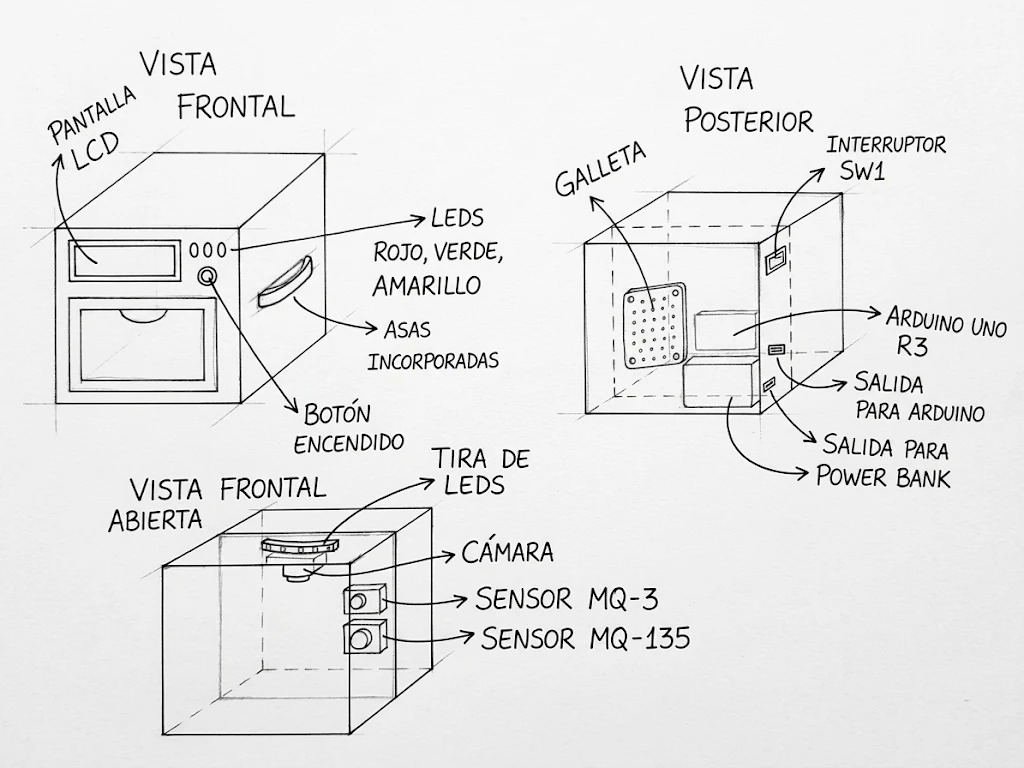 VISTA
FRONTAL
PANTALLA
LCD
LEDS
ROJO, VERDE,
AMARILLO
ASAS
INCORPORADAS
BOTÓN
ENCENDIDO
VISTA
POSTERIOR
GALLETA
INTERRUPTOR
SW1
ARDUINO UNO
R3
SALIDA
PARA ARDUINO
SALIDA PARA
POWER BANK
VISTA FRONTAL
ABIERTA
TIRA DE
LEDS
CÁMARA
SENSOR MQ-3
SENSOR MQ-135